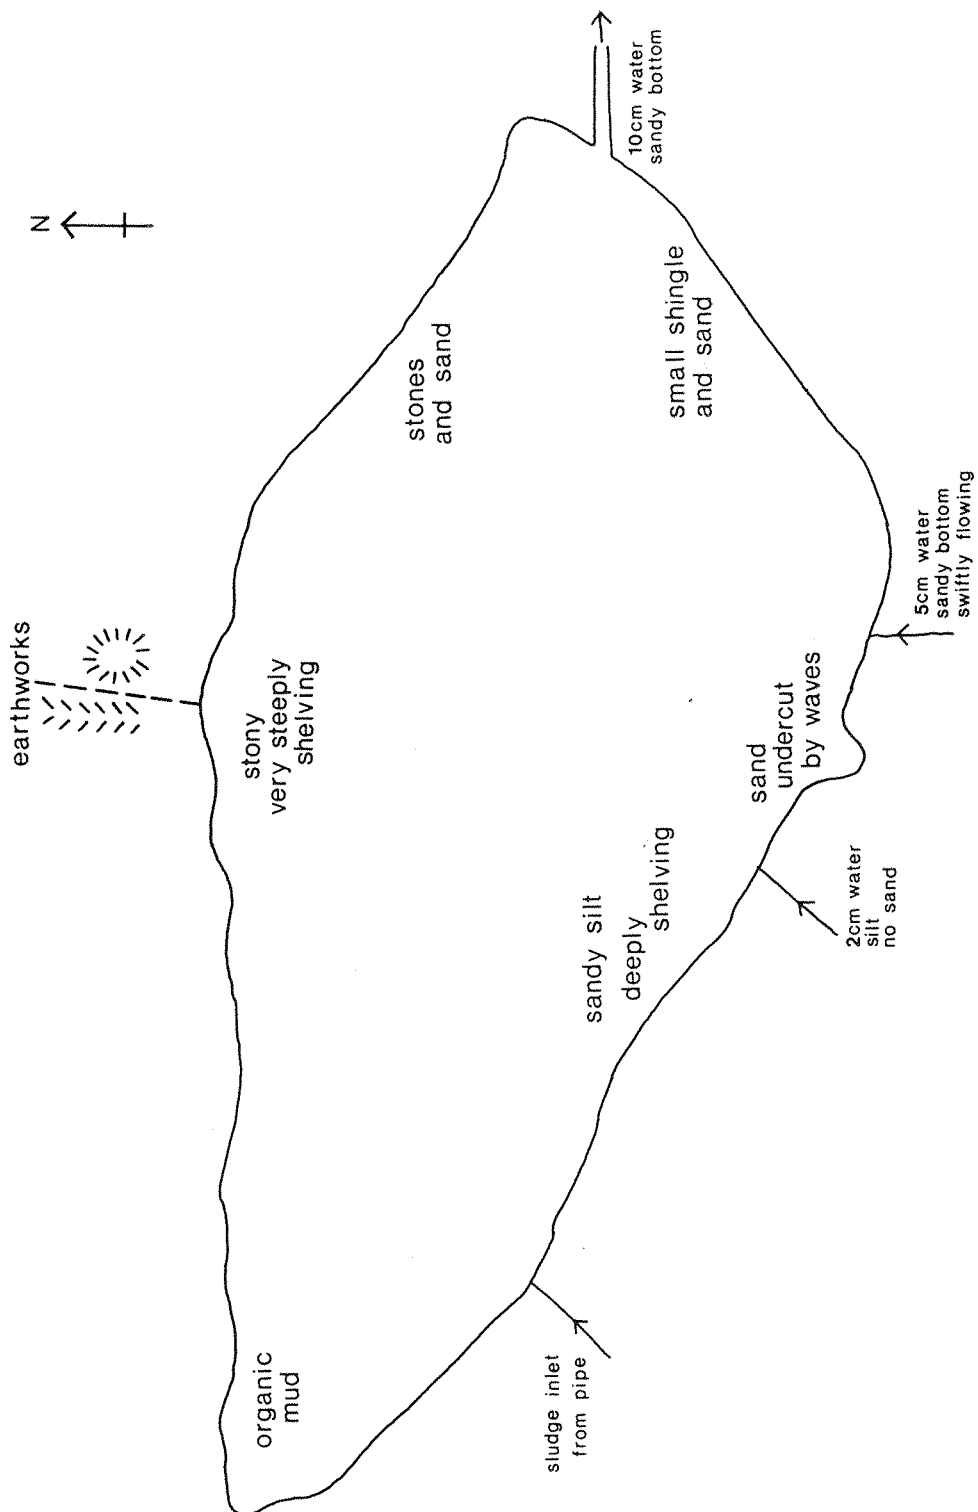 N
earthworks
stony
very steeply
shelving
stones
and sand
10cm water
sandy bottom
organic
mud
sandy silt
deeply
shelving
sand
undercut
by waves
small shingle
and sand
sludge inlet
from pipe
2cm water
silt
no sand
5cm water
sandy bottom
swiftly flowing